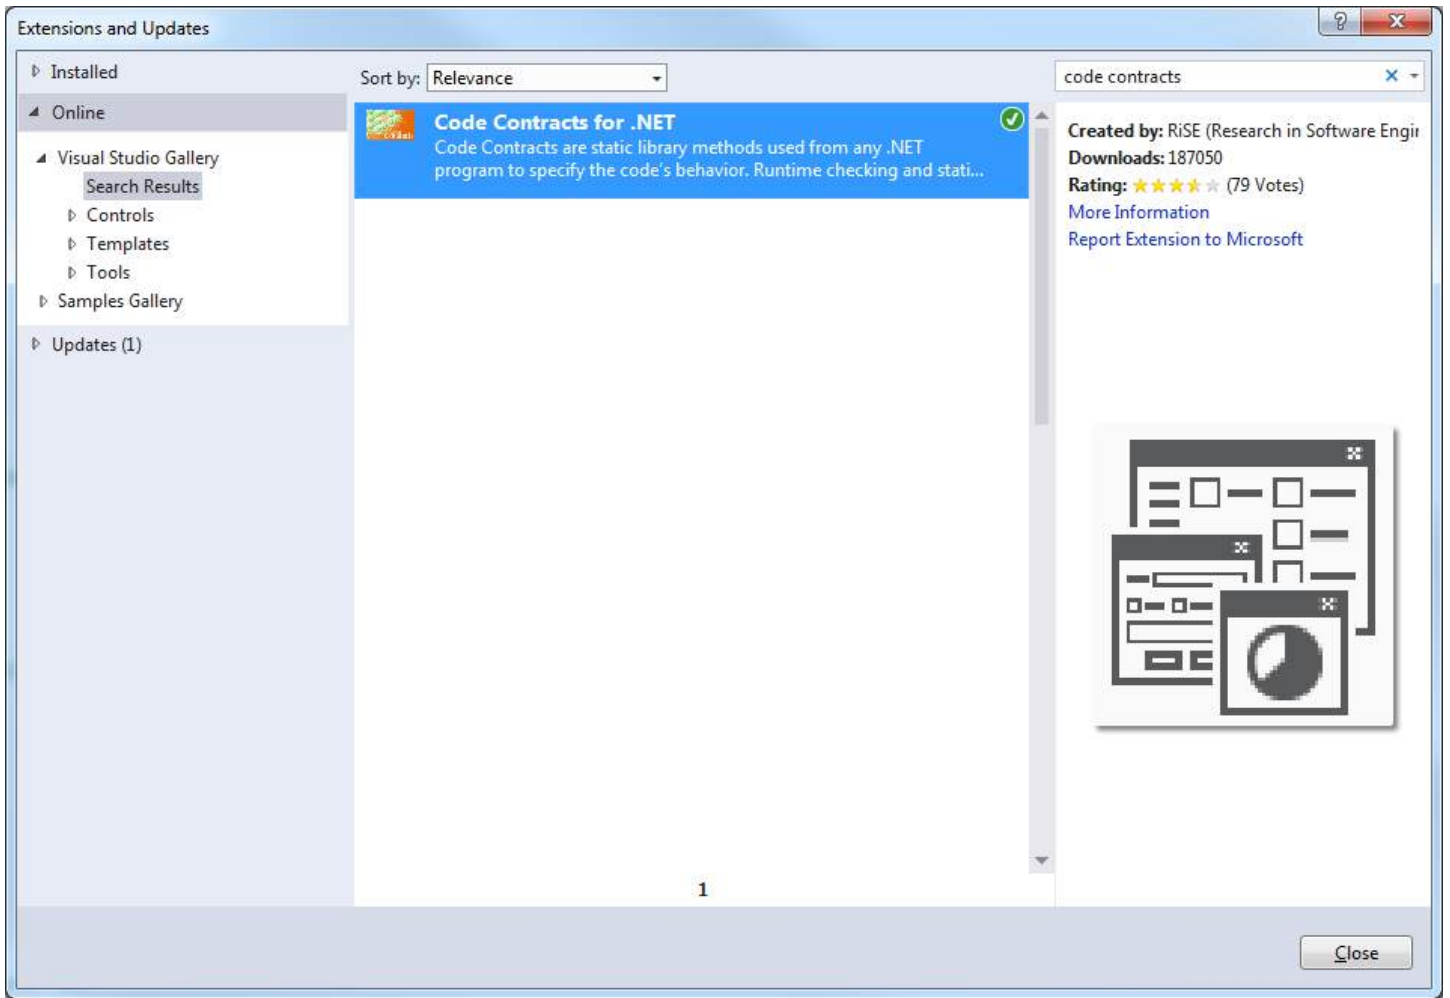 Extensions and Updates
Installed
Online
Visual Studio Gallery
Search Results
Controls
Templates
Tools
Samples Gallery
Updates (1)
Sort by: Relevance
Code Contracts for .NET
Code Contracts are static library methods used from any .NET
program to specify the code's behavior. Runtime checking and stati...
1
code contracts
Created by: RiSE (Research in Software Engir
Downloads: 187050
Rating: (79 Votes)
More Information
Report Extension to Microsoft
Close